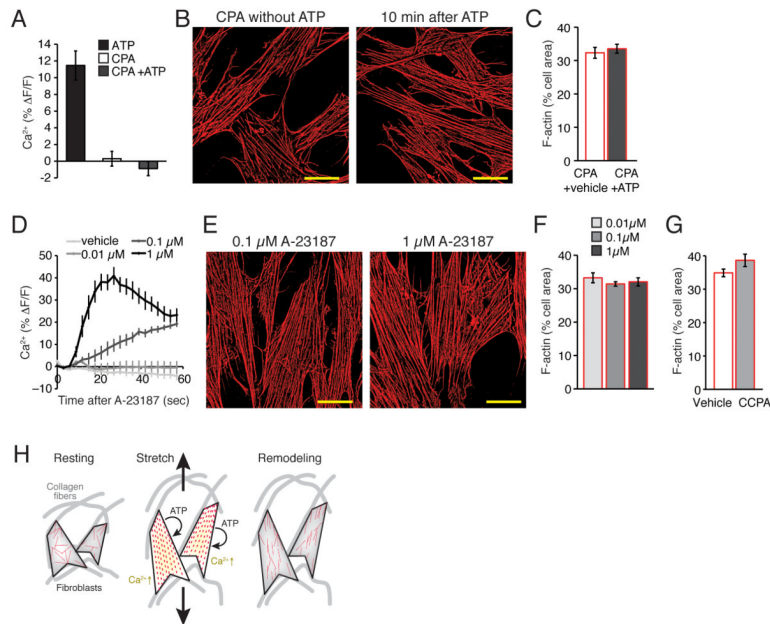 A
Ca²⁺ (% ΔF/F)
14
12
10
8
6
4
2
0
-2
ATP
CPA
CPA +ATP
B
CPA without ATP
10 min after ATP
C
F-actin (% cell area)
40
30
20
10
0
CPA +vehicle
CPA +ATP
D
vehicle
0.01 µM
0.1 µM
1 µM
Ca²⁺ (% ΔF/F)
50
40
30
20
10
0
−10
0
20
40
60
Time after A-23187 (sec)
E
0.1 µM A-23187
1 µM A-23187
F
0.01µM
0.1µM
1µM
F-actin (% cell area)
40
30
20
10
0
G
F-actin (% cell area)
40
30
20
10
0
Vehicle
CCPA
H
Resting
Stretch
Remodeling
Collagen
fibers
ATP
ATP
Ca²⁺↑
Ca²⁺↑
Fibroblasts